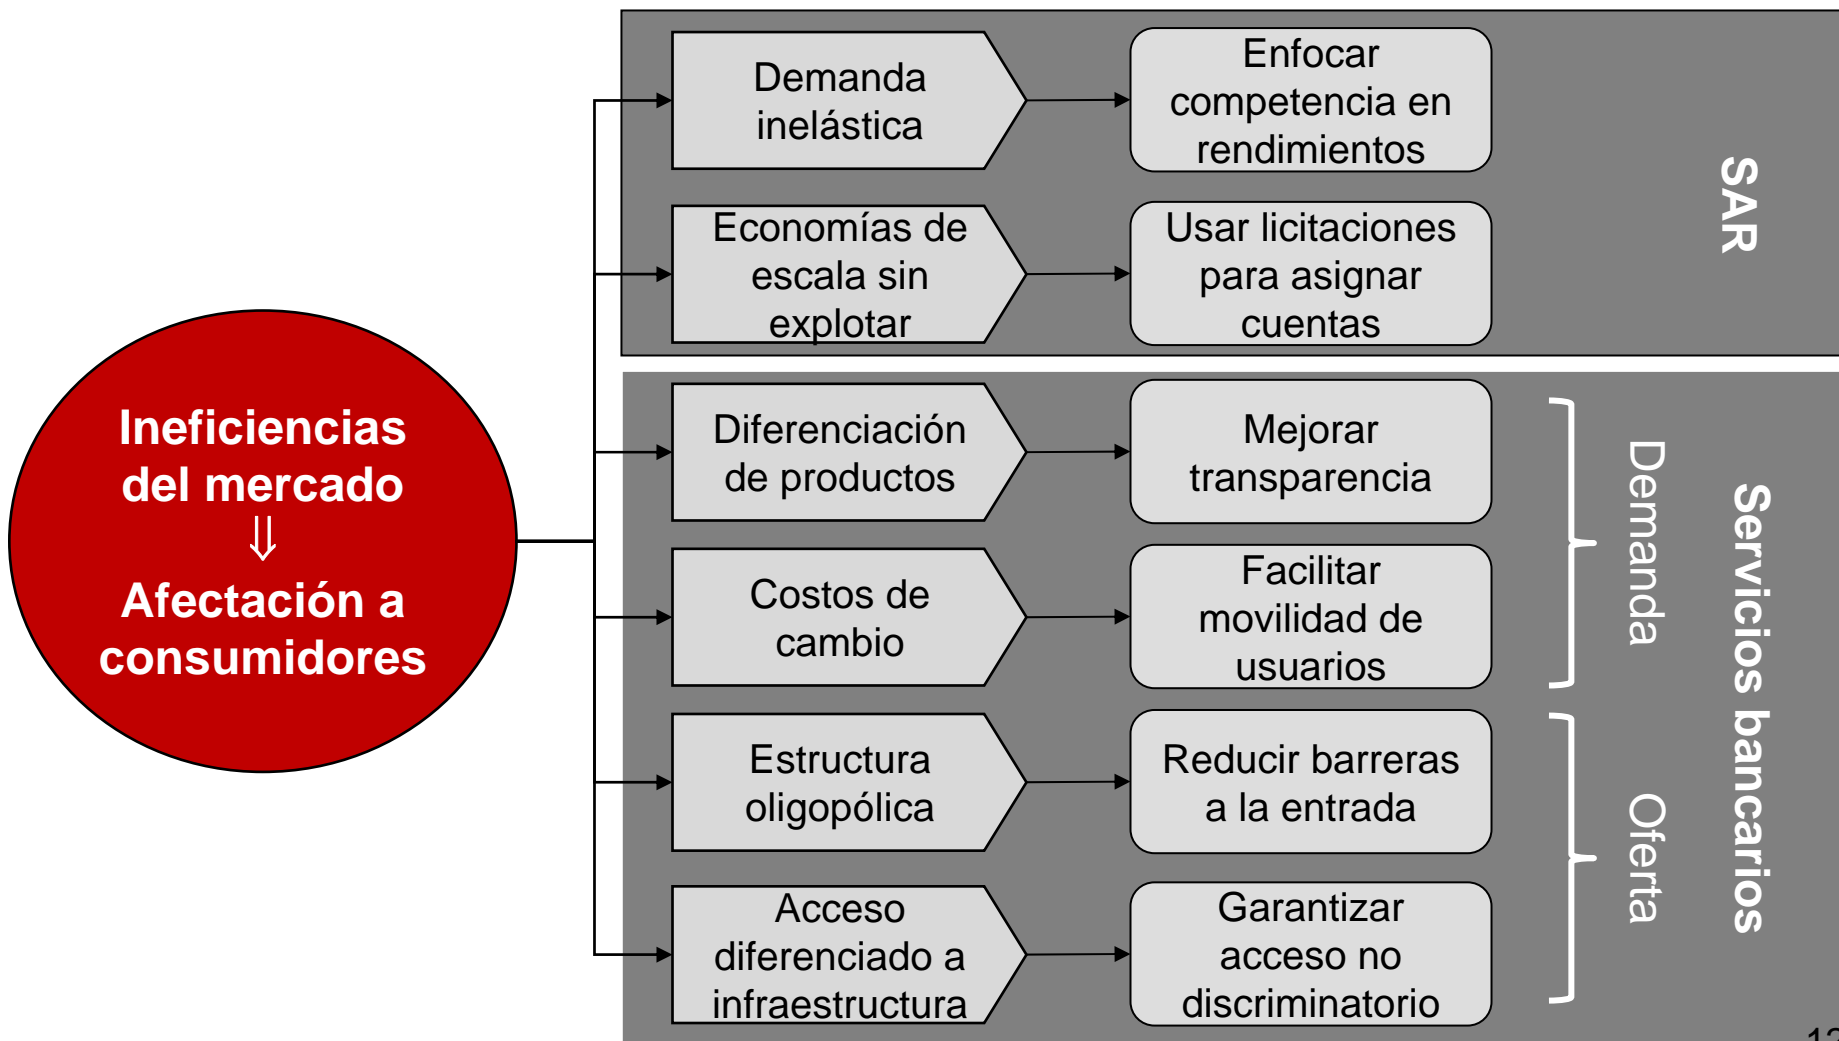 Ineficiencias
del mercado
⇓
Afectación a
consumidores
Demanda
inelástica
Enfocar
competencia en
rendimientos
Economías de
escala sin
explotar
Usar licitaciones
para asignar
cuentas
SAR
Diferenciación
de productos
Mejorar
transparencia
Costos de
cambio
Facilitar
movilidad de
usuarios
Demanda
Estructura
oligopólica
Reducir barreras
a la entrada
Acceso
diferenciado a
infraestructura
Garantizar
acceso no
discriminatorio
Oferta
Servicios bancarios